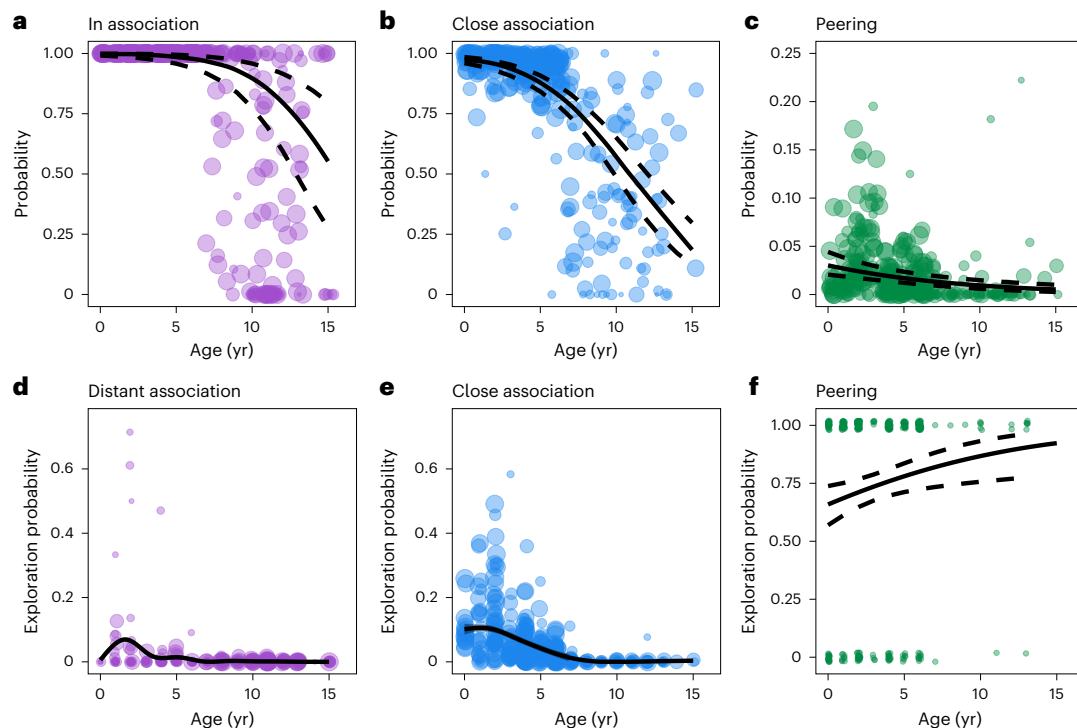 a In association
1.00
0.75
0.50
0.25
0
Probability
0 5 10 15
Age (yr)
b Close association
1.00
0.75
0.50
0.25
0
Probability
0 5 10 15
Age (yr)
c Peering
0.25
0.20
0.15
0.10
0.05
0
Probability
0 5 10 15
Age (yr)
d Distant association
0.6
0.4
0.2
0
Exploration probability
0 5 10 15
Age (yr)
e Close association
0.6
0.4
0.2
0
Exploration probability
0 5 10 15
Age (yr)
f Peering
1.00
0.75
0.50
0.25
0
Exploration probability
0 5 10 15
Age (yr)